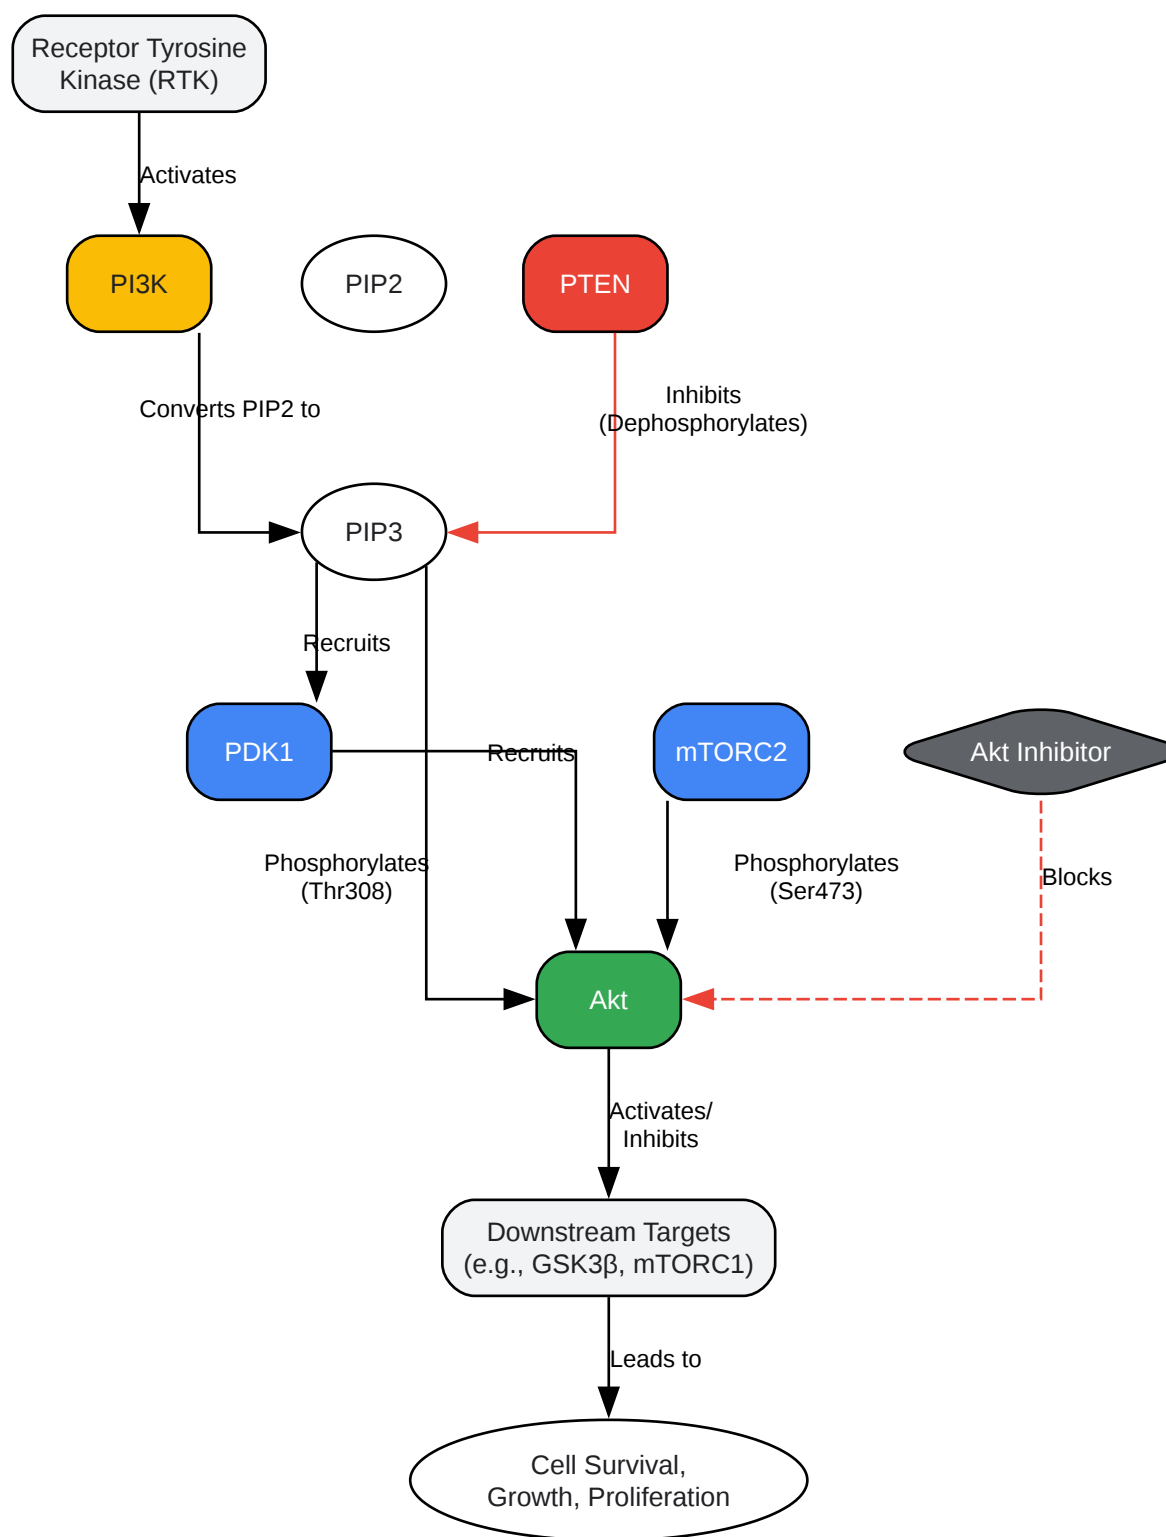 Receptor Tyrosine
Kinase (RTK)
Activates
PI3K
PIP2
PTEN
Converts PIP2 to
Inhibits
(Dephosphorylates)
PIP3
Recruits
PDK1
Recruits
mTORC2
Akt Inhibitor
Phosphorylates
(Thr308)
Phosphorylates
(Ser473)
Blocks
Akt
Activates/
Inhibits
Downstream Targets
(e.g., GSK3β, mTORC1)
Leads to
Cell Survival,
Growth, Proliferation